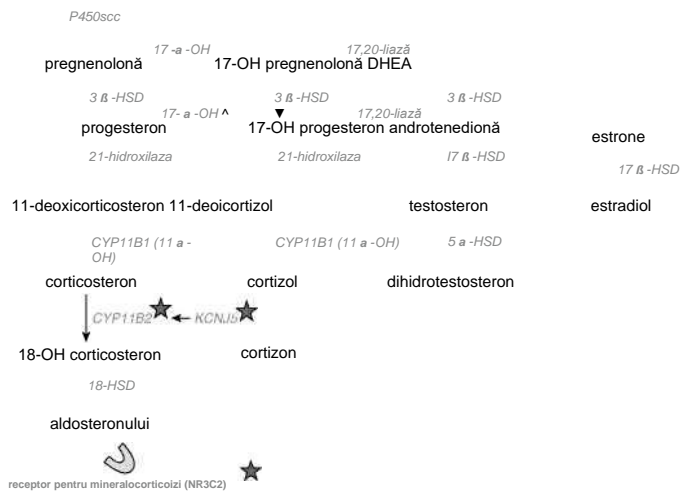 P450scc
17 -a -OH 17,20-liază
pregnenolonă 17-OH pregnenolonă DHEA
3 ß -HSD 3 ß -HSD 3 ß -HSD
17- a -OH ^ 17,20-liază
progesteron 17-OH progesteron androtenedionă
estrone
21-hidroxilaza 21-hidroxilaza I7 ß -HSD
17 ß -HSD
11-deoxicorticosteron 11-deoicortizol testosteron estradiol
CYP11B1 (11 a - CYP11B1 (11 a -OH) 5 a -HSD
OH)
corticosteron cortizol dihidrotestosteron
CYP11B2 KCNJ5
18-OH corticosteron cortizon
18-HSD
aldosteronului
receptor pentru mineralocorticoizi (NR3C2)